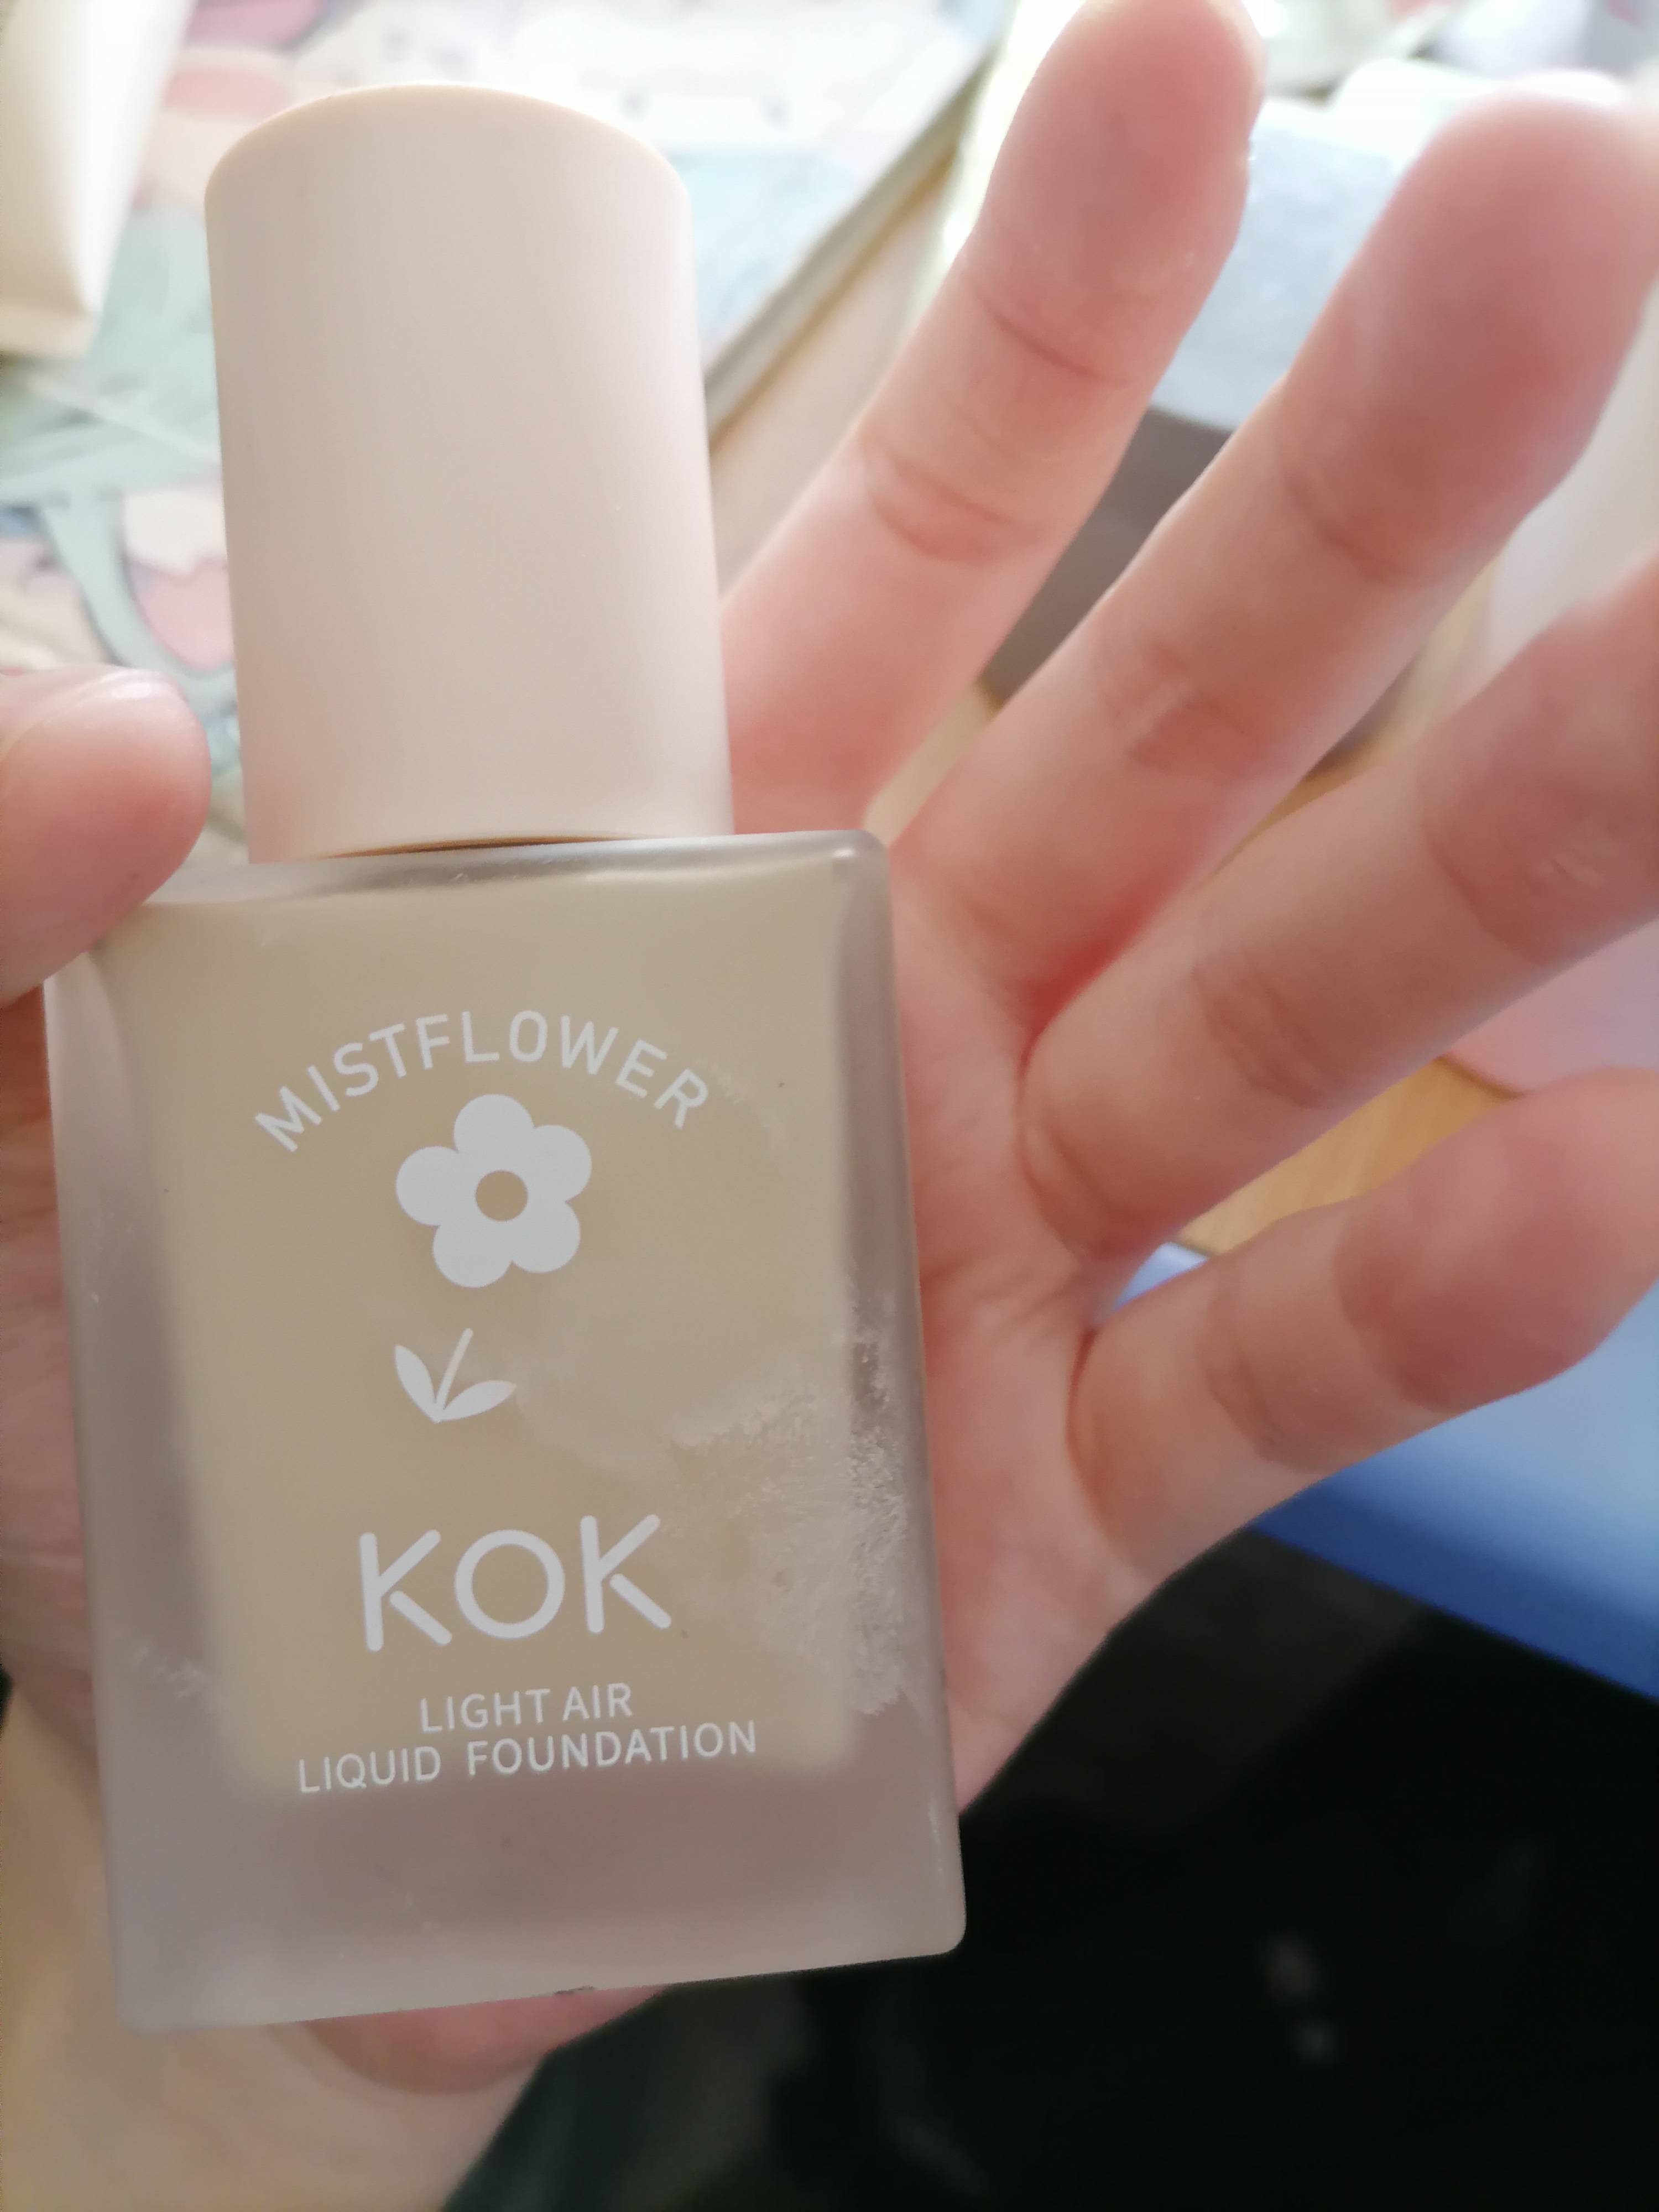 MISTFLOWER
KOK
LIGHT AIR
LIQUID FOUNDATION